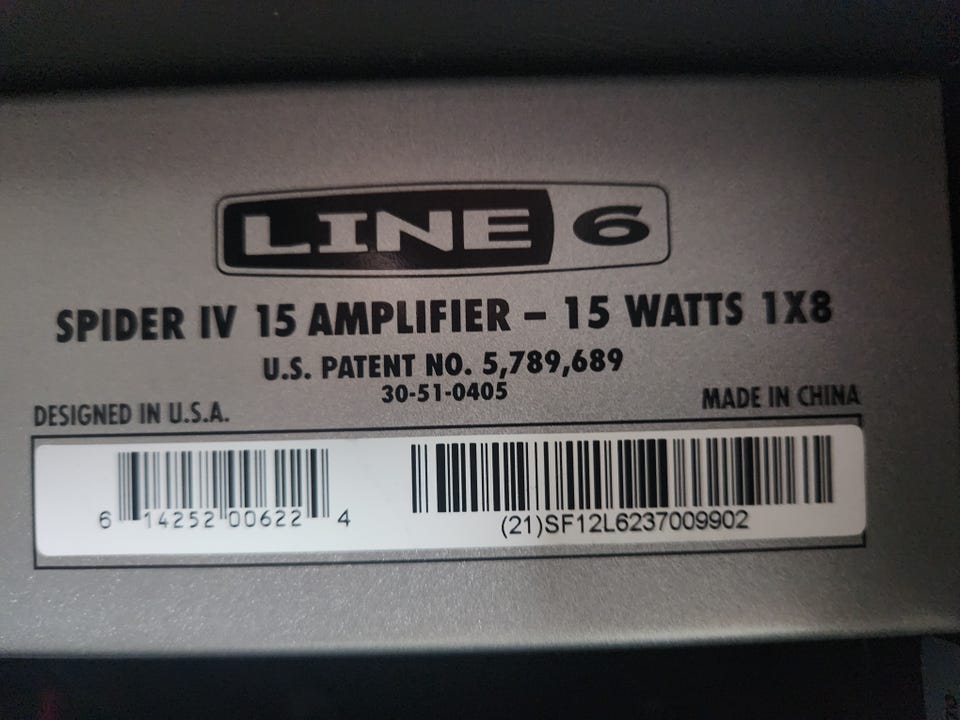 LINE 6
SPIDER IV 15 AMPLIFIER – 15 WATTS 1X8
U.S. PATENT NO. 5,789,689
30-51-0405
DESIGNED IN U.S.A.
MADE IN CHINA
6 14252 00622 4
(21)SF12L6237009902